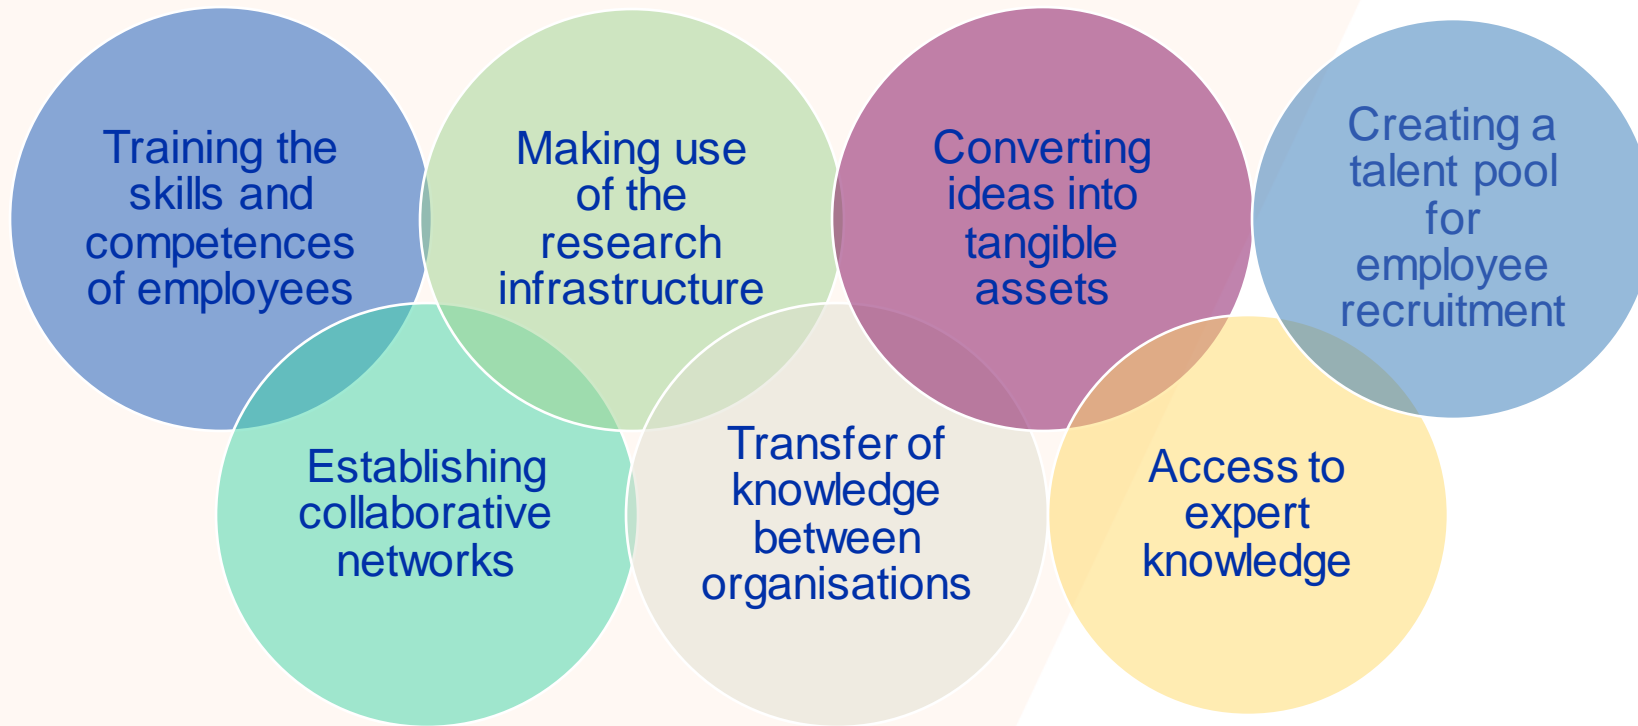 Training the
skills and
competences
of employees
Making use
of the
research
infrastructure
Converting
ideas into
tangible
assets
Creating a
talent pool
for
employee
recruitment
Establishing
collaborative
networks
Transfer of
knowledge
between
organisations
Access to
expert
knowledge